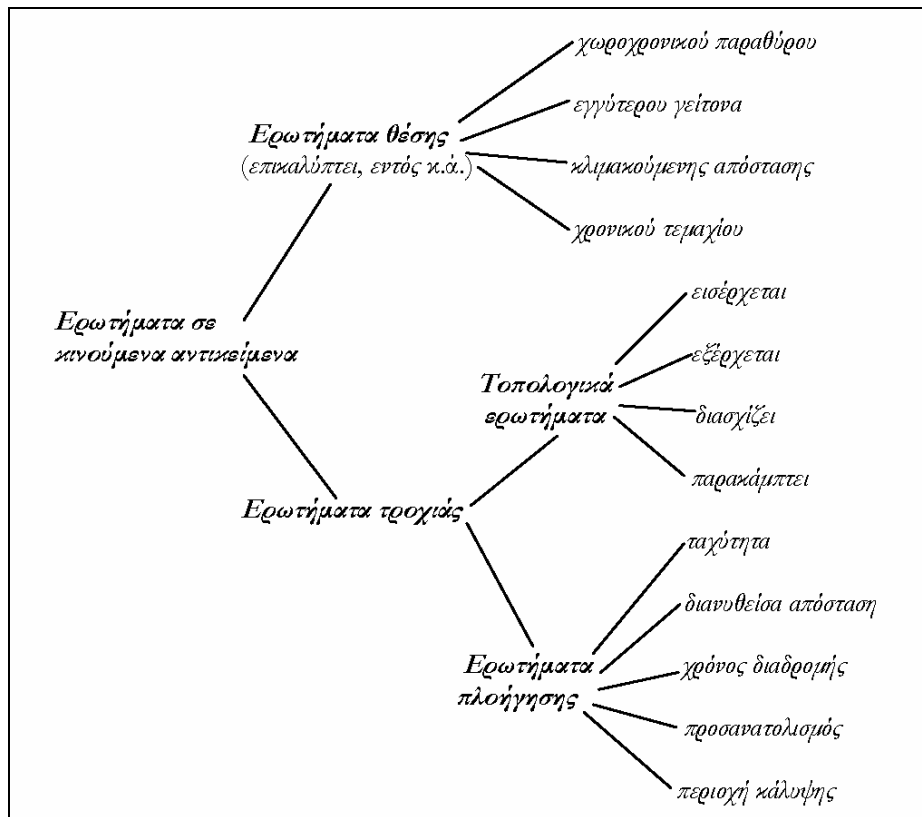 χωροχρονικού παραθύρου
εγγύτερου γείτονα
Ερωτήματα θέσης
(επικαλύπτει, εντός κ.ά.)
κλιμακούμενης απόστασης
χρονικού τεμαχίου
εισέρχεται
Ερωτήματα σε
κινούμενα αντικείμενα
εξέρχεται
Τοπολογικά
ερωτήματα
διασχίζει
παρακάμπτει
Ερωτήματα τροχιάς
ταχύτητα
διανυθείσα απόσταση
Ερωτήματα
πλοήγησης
χρόνος διαδρομής
προσανατολισμός
περιοχή κάλυψης